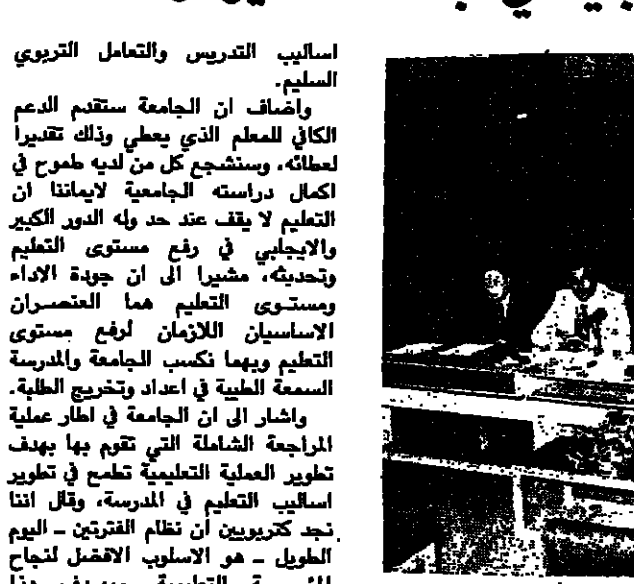 اساليب التدريس والتعامل التربوي
السليم.
واضاف ان الجامعة ستقدم الدعم
الكافي للمعلم الذي يعطي وذلك تقديرا
لعطائه، وسنشجع كل من لديه طموح في
اكمال دراسته الجامعية لايماننا ان
التعليم لا يقف عند حد وله الدور الكبير
والايجابي في رفع مستوى التعليم
وتحديثه، مشيرا الى ان جودة الاداء
ومستوى التعليم هما العنصران
الاساسيان اللازمان لرفع مستوى
التعليم وبهما نكسب الجامعة والمدرسة
السمعة الطيبة في اعداد وتخريج الطلبة.
واشار الى ان الجامعة في اطار عملية
المراجعة الشاملة التي تقوم بها بهدف
تطوير العملية التعليمية تطمح في تطوير
اساليب التعليم في المدرسة، وقال اننا
نجد كتربويين ان نظام الفترتين ـ اليوم
الطويل ـ هو الاسلوب الافضل لنجاح